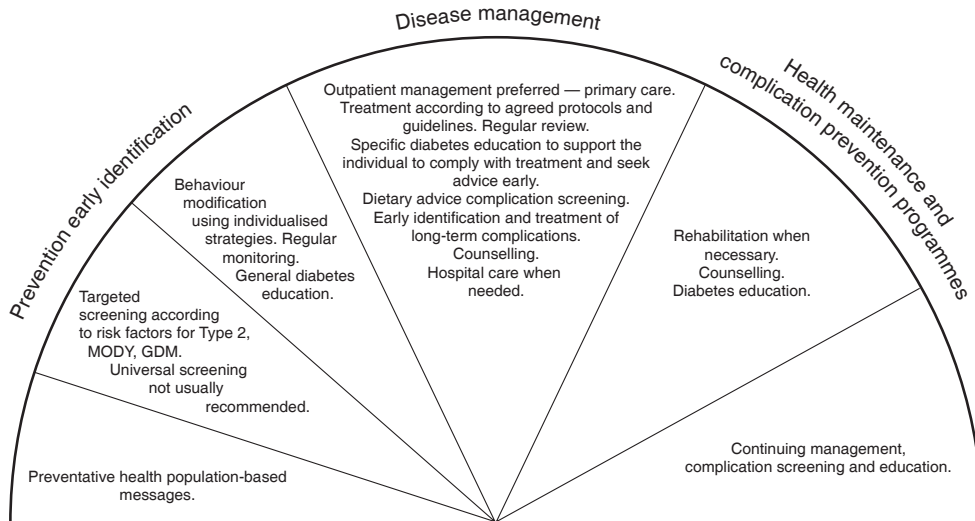 Disease management
Prevention early identification
Health maintenance and
complication prevention programmes
Preventative health population-based
messages.
Targeted
screening according
to risk factors for Type 2,
MODY, GDM.
Universal screening
not usually
recommended.
Behaviour
modification
using individualised
strategies. Regular
monitoring.
General diabetes
education.
Outpatient management preferred — primary care.
Treatment according to agreed protocols and
guidelines. Regular review.
Specific diabetes education to support the
individual to comply with treatment and seek
advice early.
Dietary advice complication screening.
Early identification and treatment of
long-term complications.
Counselling.
Hospital care when
needed.
Rehabilitation when
necessary.
Counselling.
Diabetes education.
Continuing management,
complication screening and education.